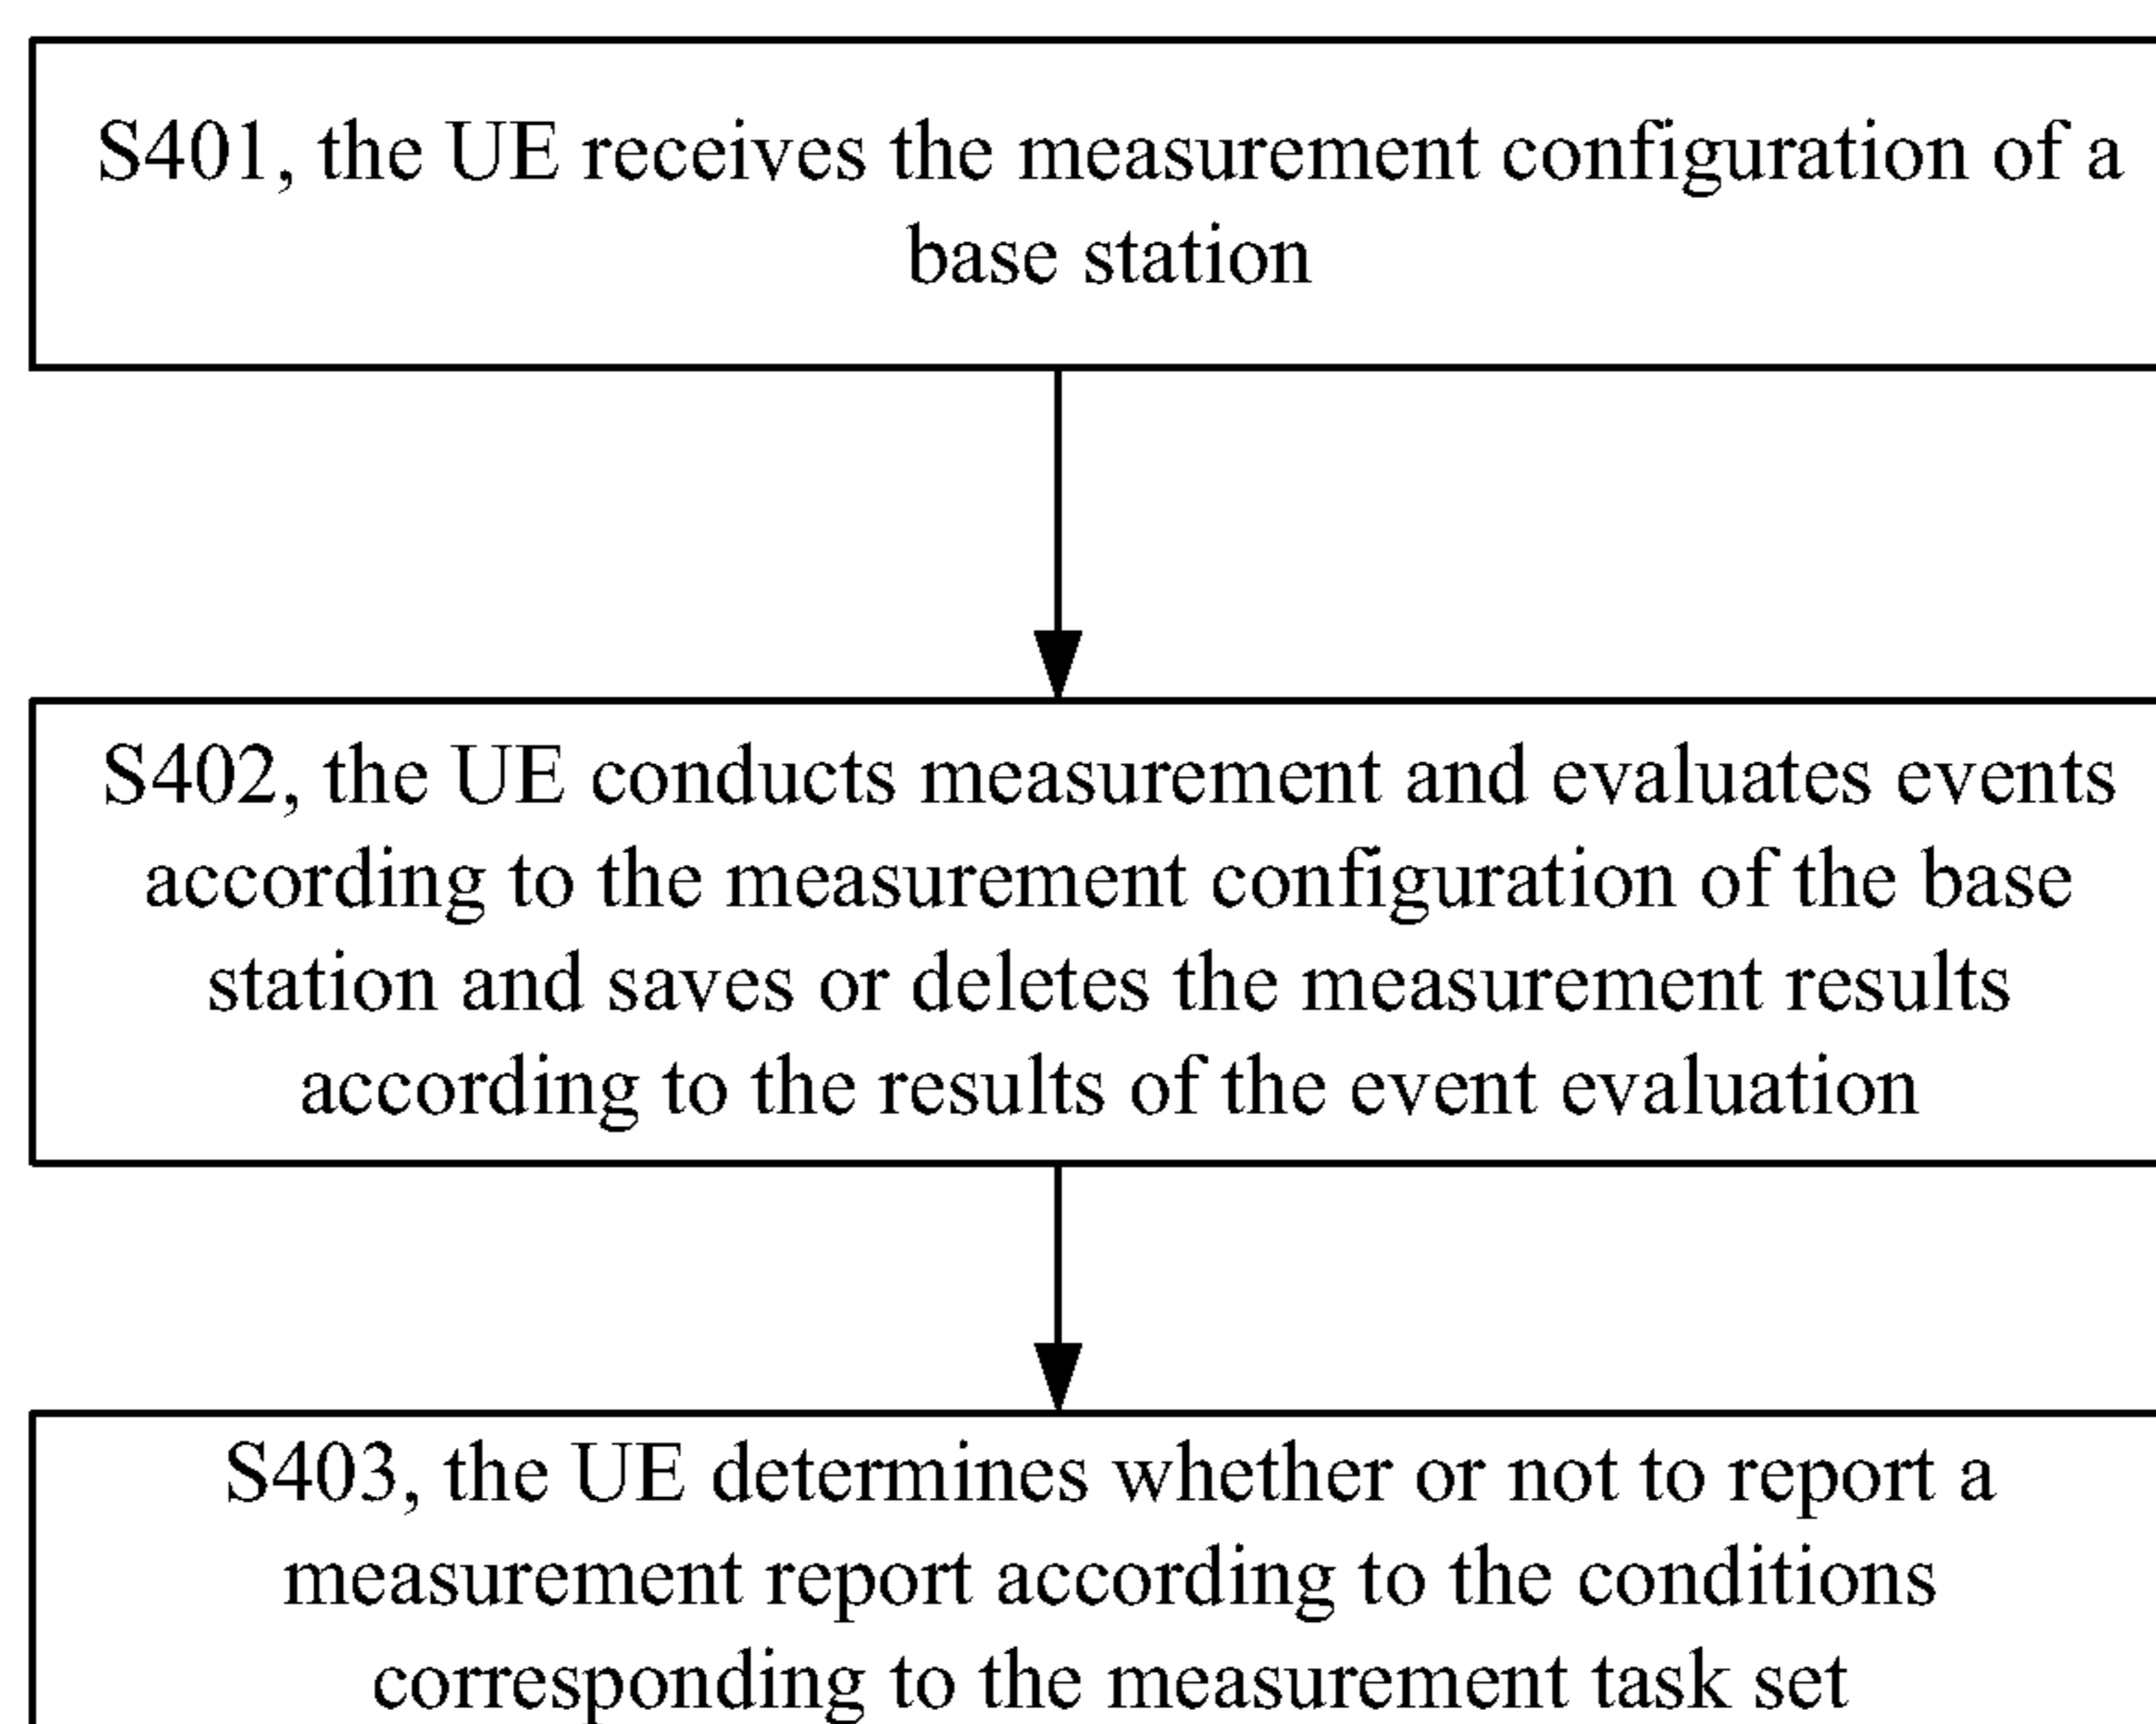 S401, the UE receives the measurement configuration of a
base station
S402, the UE conducts measurement and evaluates events
according to the measurement configuration of the base
station and saves or deletes the measurement results
according to the results of the event evaluation
S403, the UE determines whether or not to report a
measurement report according to the conditions
corresponding to the measurement task set